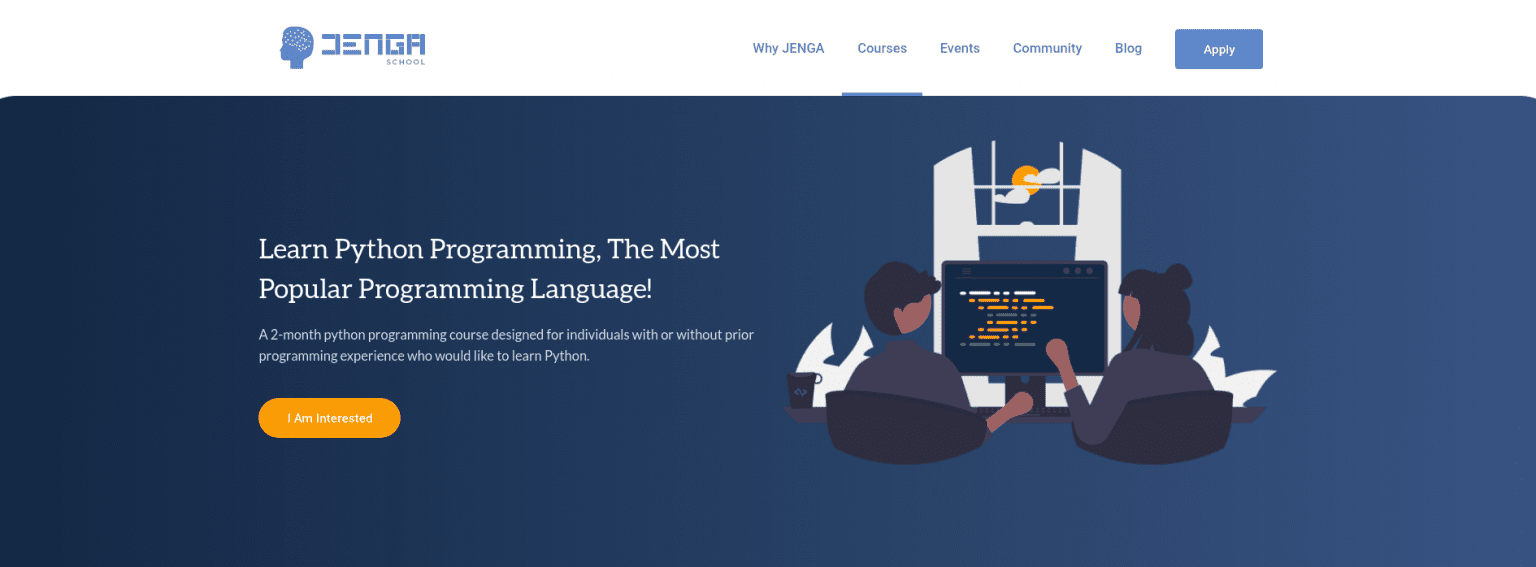 JENGA
SCHOOL
Why JENGA
Courses
Events
Community
Blog
Apply
Learn Python Programming, The Most
Popular Programming Language!
A 2-month python programming course designed for individuals with or without prior
programming experience who would like to learn Python.
I Am Interested